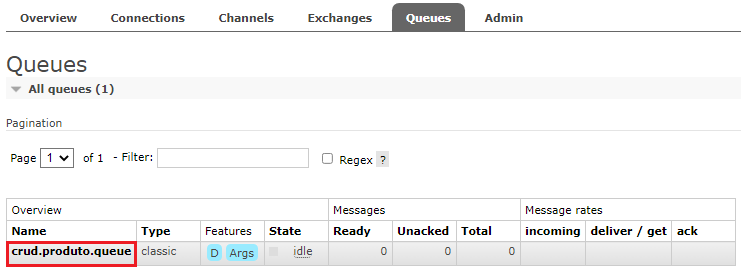 Overview Connections Channels Exchanges Queues Admin
Queues
All queues (1)
Pagination
Page 1 of 1 - Filter: Regex ?
Overview Messages Message rates
Name Type Features State Ready Unacked Total incoming deliver / get ack
crud.produto.queue classic D Args idle 0 0 0